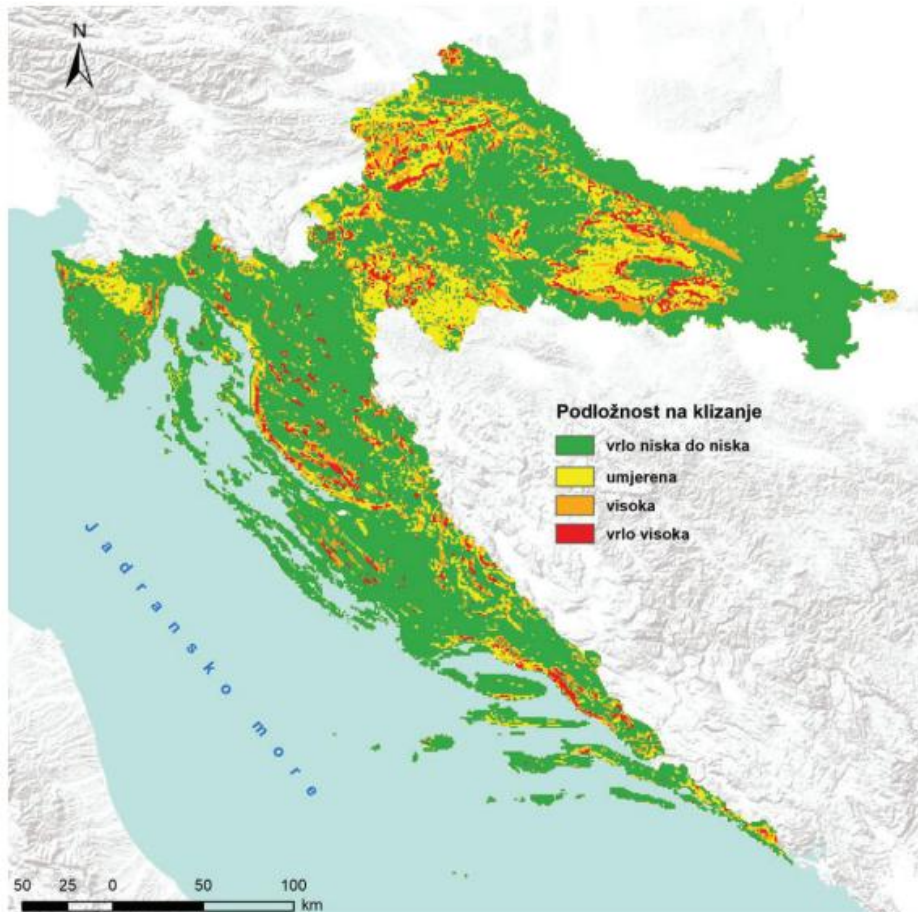 N
Podložnost na klizanje
vrlo niska do niska
umjerena
visoka
vrlo visoka
Jadransko more
50 25 0 50 100
km